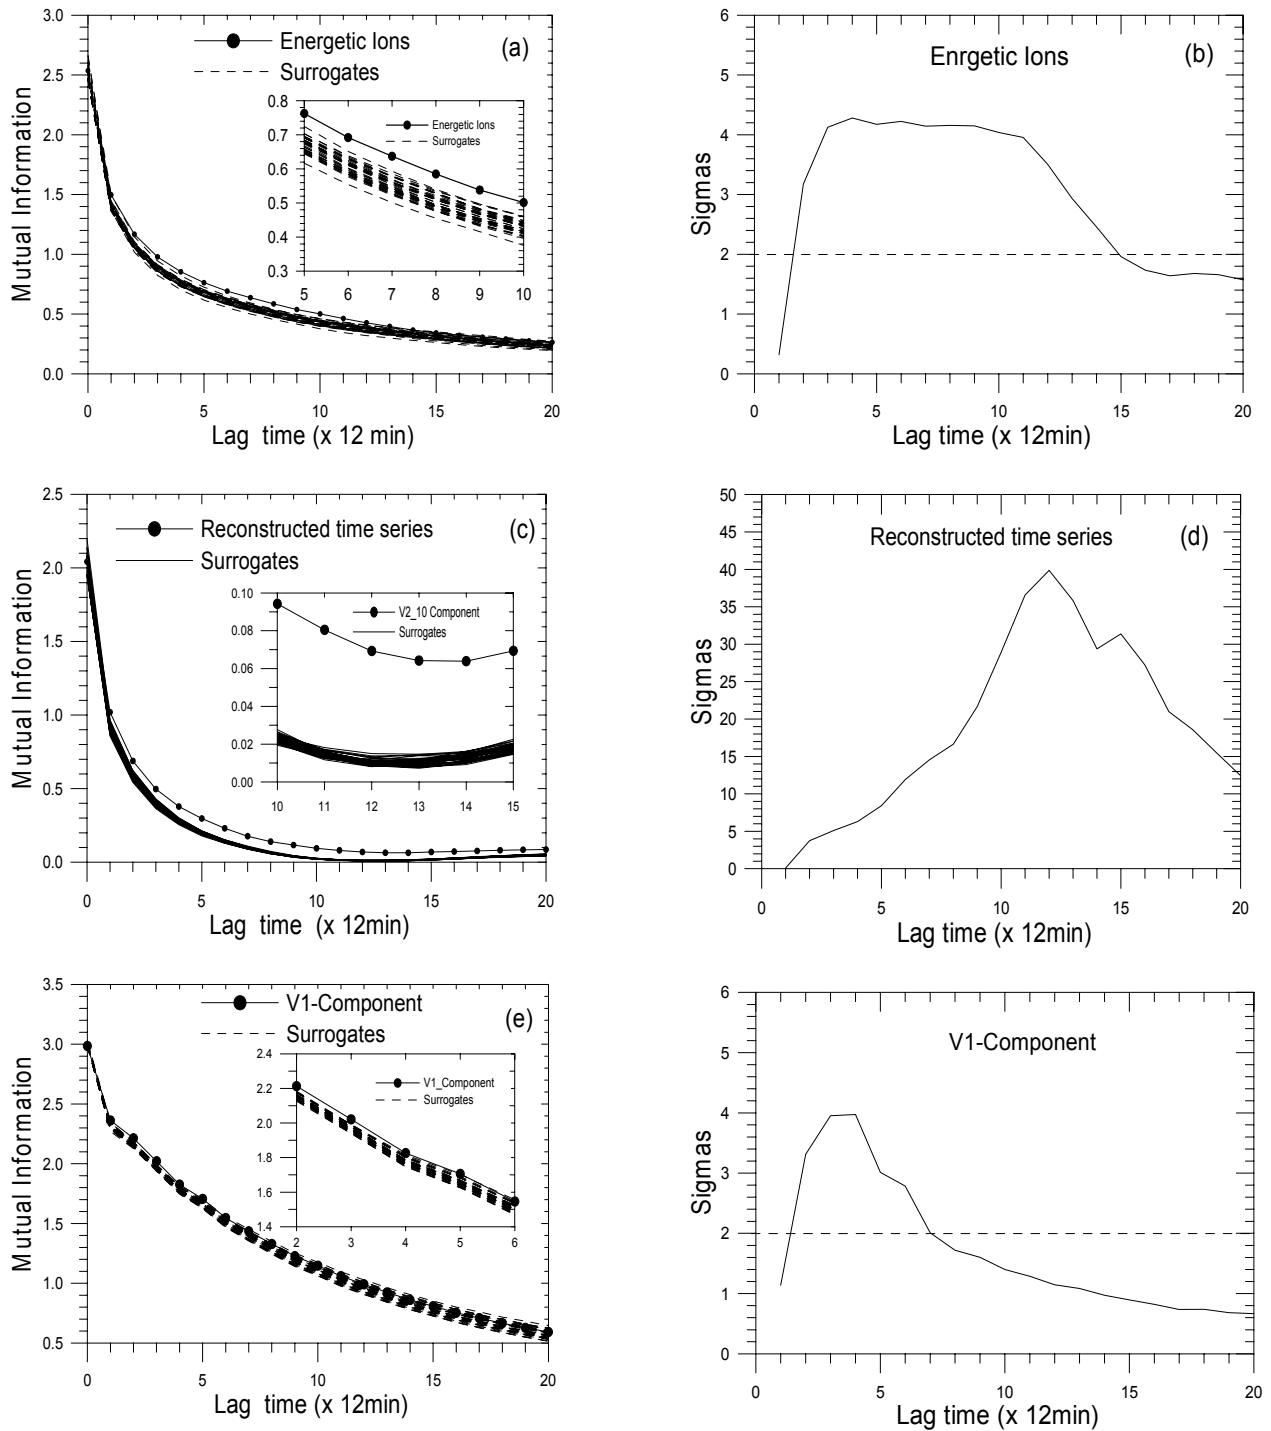 Energetic Ions
Surrogates
(a)
Mutual Information
3.0
2.5
2.0
1.5
1.0
0.5
0.0
0 5 10 15 20
Lag time (x 12 min)
Energetic Ions
Surrogates
0.8
0.7
0.6
0.5
0.4
0.3
5 6 7 8 9 10
Enrgetic Ions
(b)
Sigmas
6
5
4
3
2
1
0
0 5 10 15 20
Lag time (x 12min)
Reconstructed time series
Surrogates
(c)
Mutual Information
2.5
2.0
1.5
1.0
0.5
0.0
0 5 10 15 20
Lag time (x 12min)
V2_10 Component
Surrogates
0.10
0.08
0.06
0.04
0.02
0.00
10 11 12 13 14 15
Reconstructed time series
(d)
Sigmas
50
45
40
35
30
25
20
15
10
5
0
0 5 10 15 20
Lag time (x 12min)
V1-Component
Surrogates
(e)
Mutual Information
3.5
3.0
2.5
2.0
1.5
1.0
0.5
0 5 10 15 20
Lag time (x 12min)
V1_Component
Surrogates
2.4
2.2
2.0
1.8
1.6
1.4
2 3 4 5 6
V1-Component
Sigmas
6
5
4
3
2
1
0
0 5 10 15 20
Lag time (x 12min)